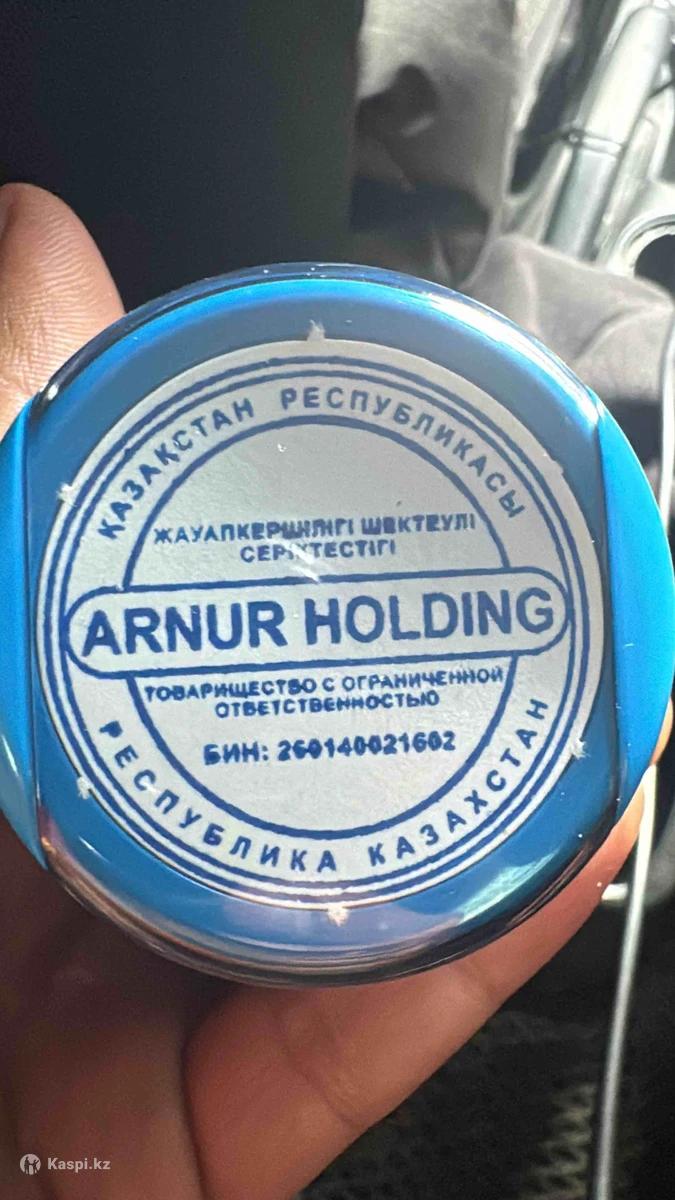 ҚАЗАҚСТАН РЕСПУБЛИКАСЫ
ЖАУАПКЕРШІЛІГІ ШЕКТЕУЛІ
СЕРІКТЕСТІГІ
ARNUR HOLDING
ТОВАРИЩЕСТВО С ОГРАНИЧЕННОЙ
ОТВЕТСТВЕННОСТЬЮ
БИН: 260140021602
РЕСПУБЛИКА КАЗАХСТАН
Kaspi.kz